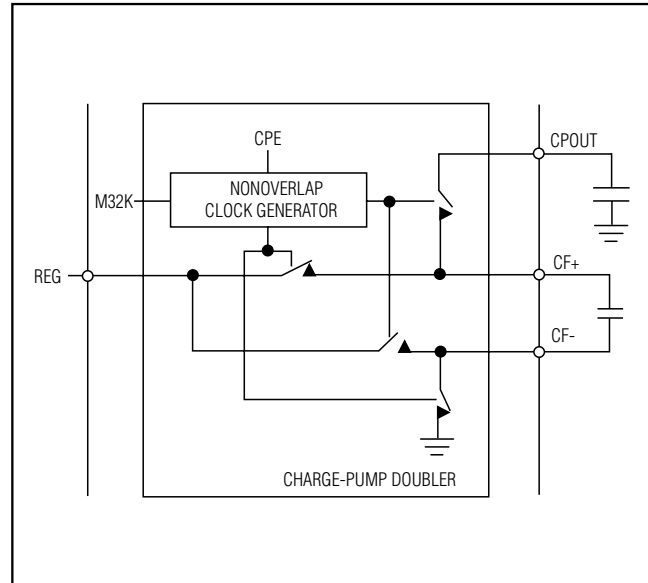 CPE
CPOUT
M32K
NONOVERLAP
CLOCK GENERATOR
REG
CF+
CF-
CHARGE-PUMP DOUBLER